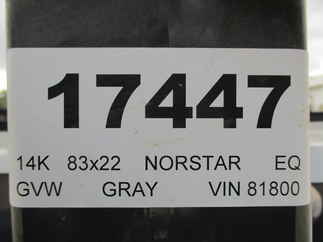 17447
14K 83x22 NORSTAR EQ
GVW GRAY VIN 81800